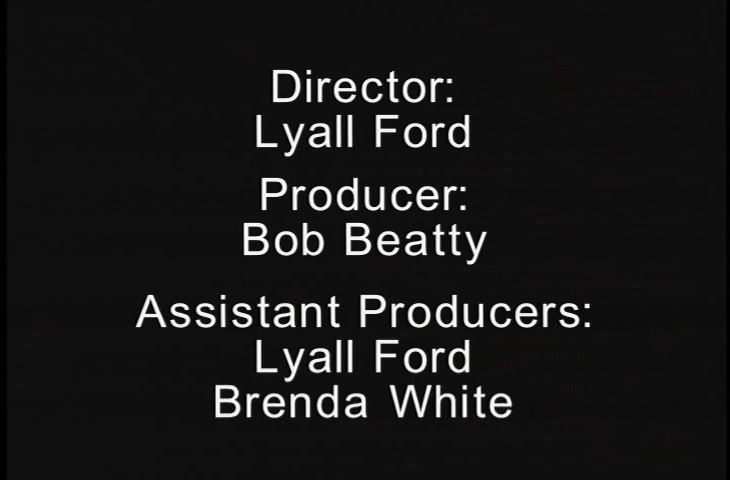 Director:
Lyall Ford
Producer:
Bob Beatty
Assistant Producers:
Lyall Ford
Brenda White